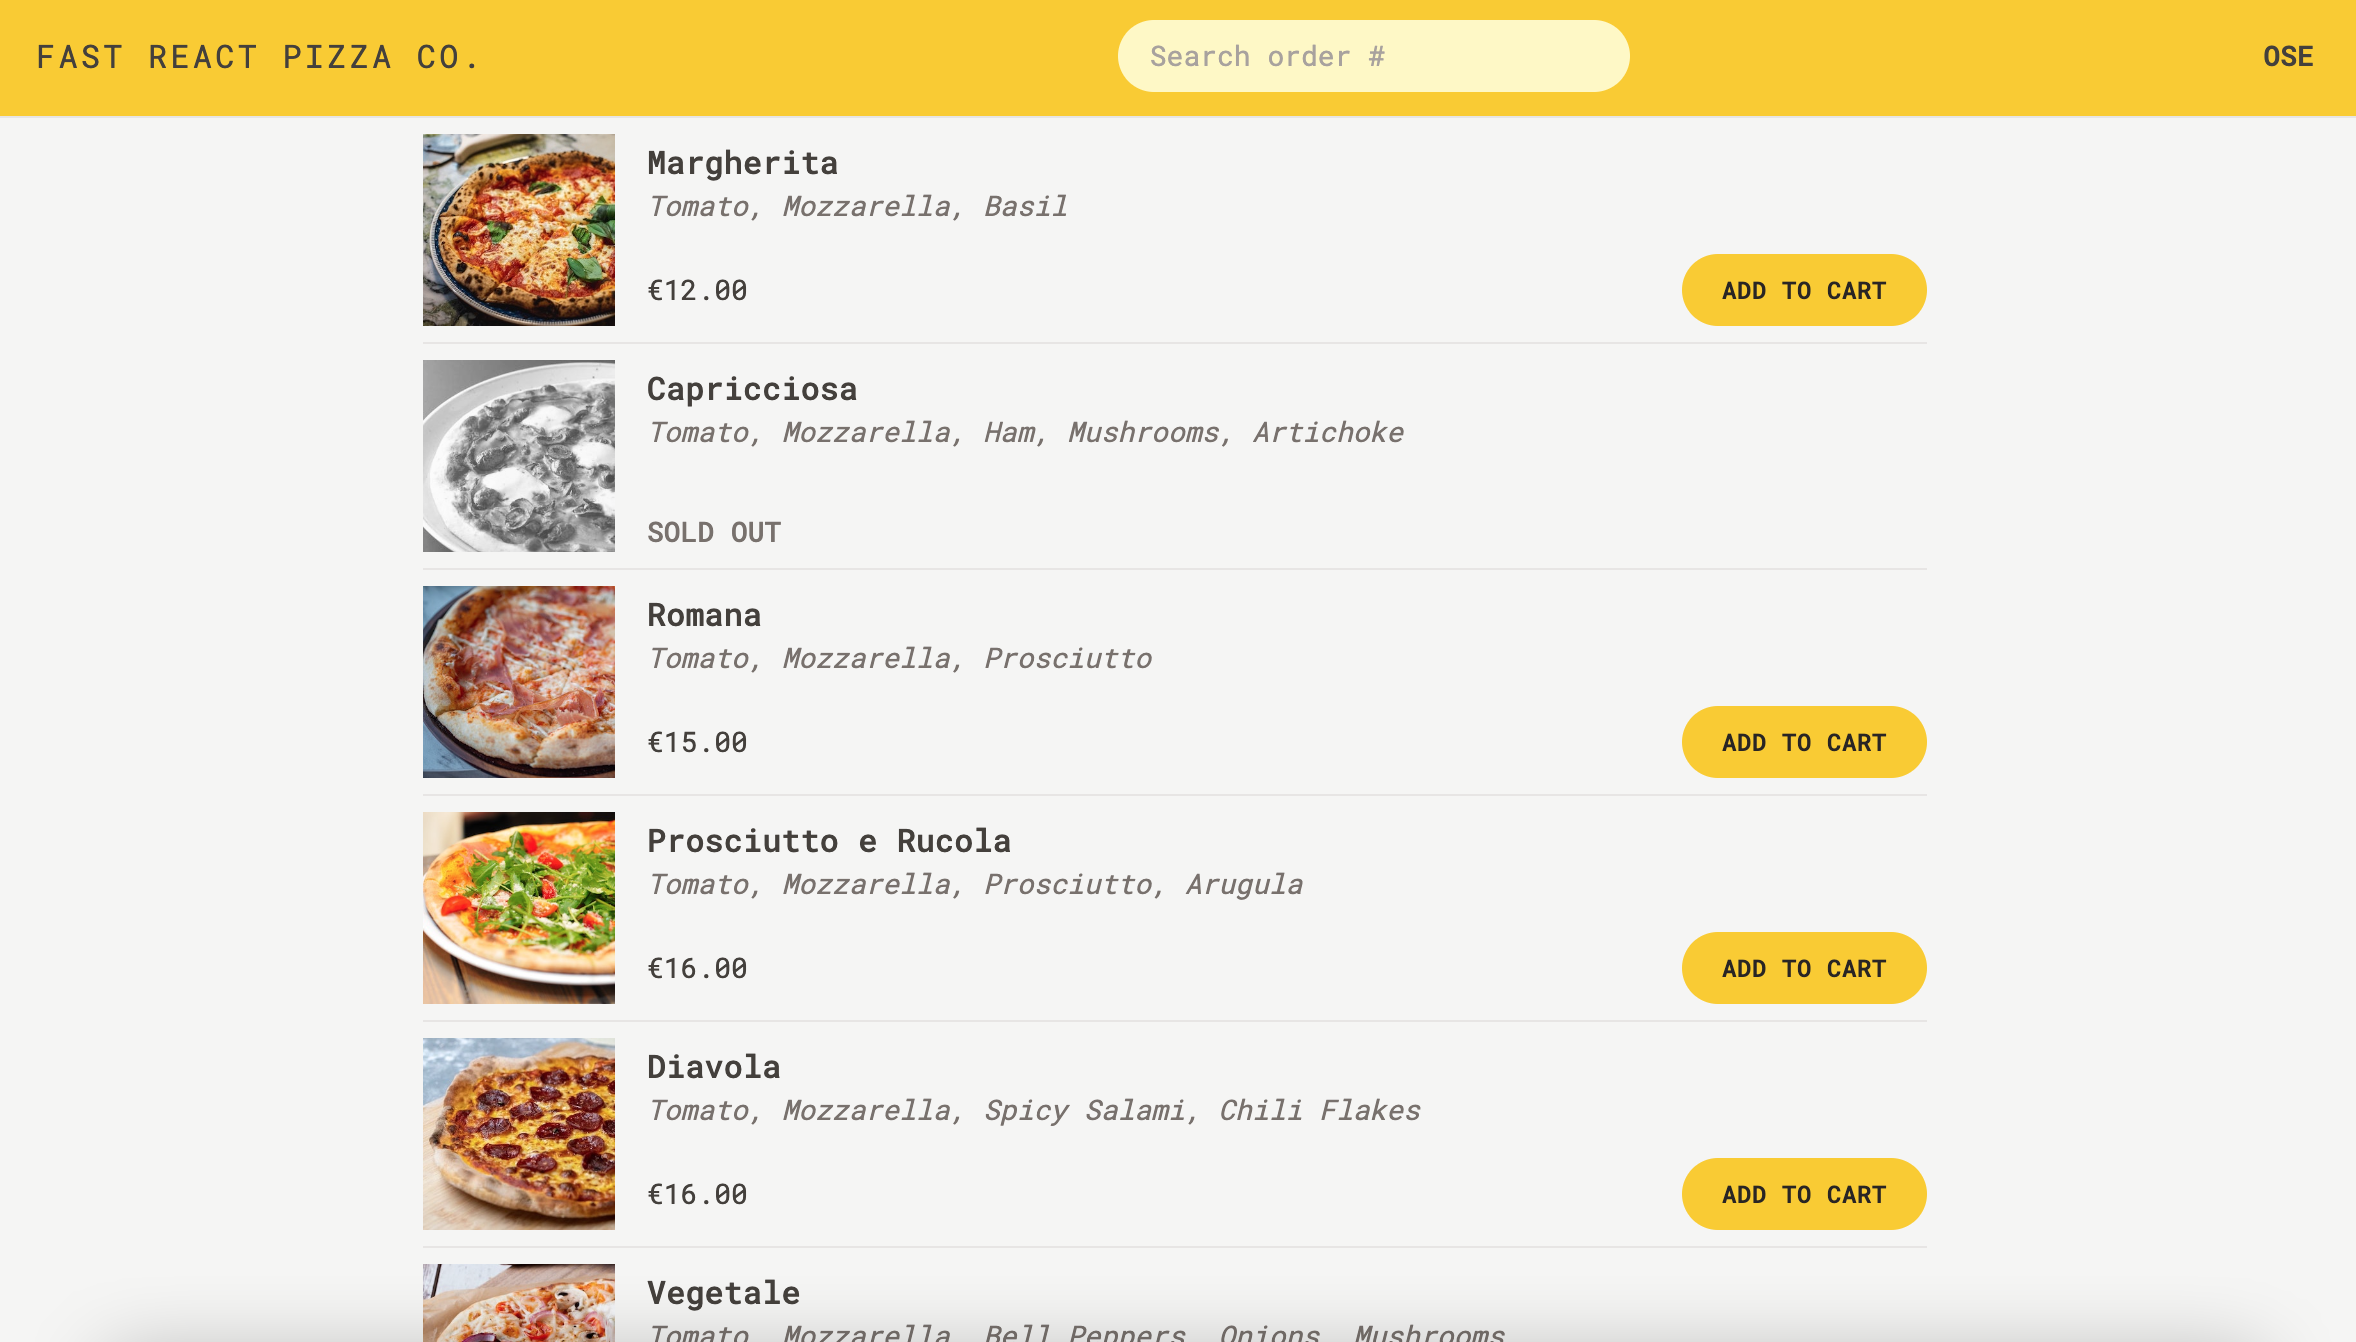 FAST REACT PIZZA CO.
Search order #
OSE
Margherita
Tomato, Mozzarella, Basil
€12.00
ADD TO CART
Capricciosa
Tomato, Mozzarella, Ham, Mushrooms, Artichoke
SOLD OUT
Romana
Tomato, Mozzarella, Prosciutto
€15.00
ADD TO CART
Prosciutto e Rucola
Tomato, Mozzarella, Prosciutto, Arugula
€16.00
ADD TO CART
Diavola
Tomato, Mozzarella, Spicy Salami, Chili Flakes
€16.00
ADD TO CART
Vegetale
Tomato, Mozzarella, Bell Peppers, Onions, Mushrooms